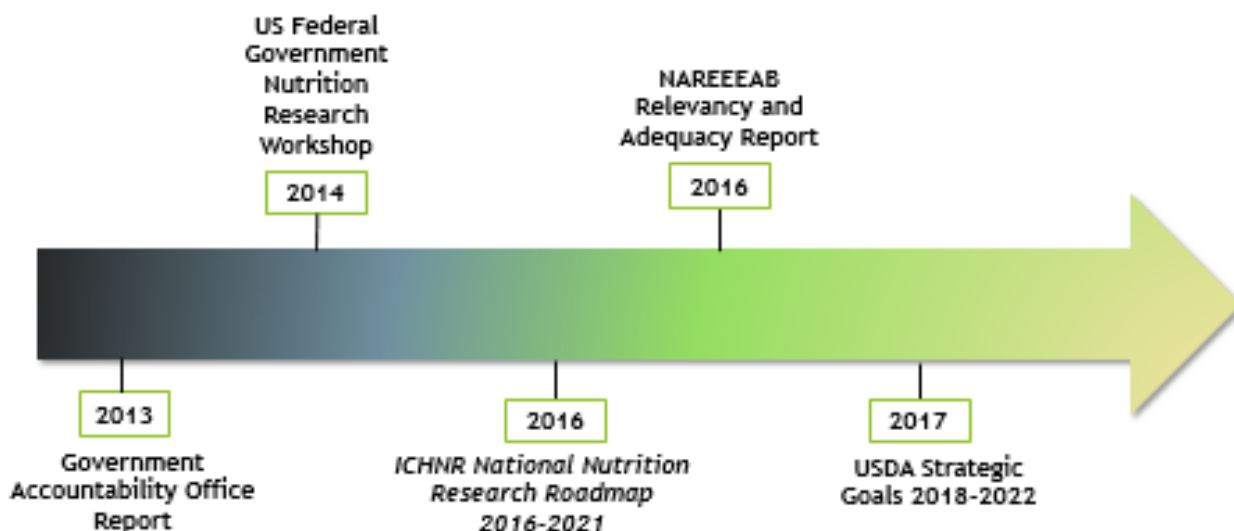 US Federal
Government
Nutrition
Research
Workshop
2014
NAREEEAB
Relevancy and
Adequacy Report
2016
2013
Government
Accountability Office
Report
2016
ICHNR National Nutrition
Research Roadmap
2016-2021
2017
USDA Strategic
Goals 2018-2022